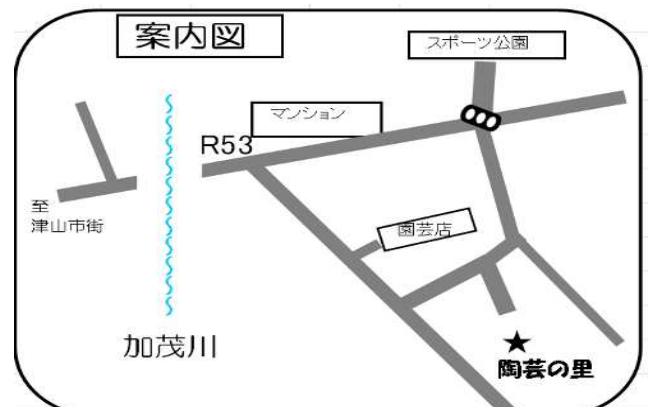 案内図
スポーツ公園
マンション
R53
至
津山市街
園芸店
加茂川
陶芸の里